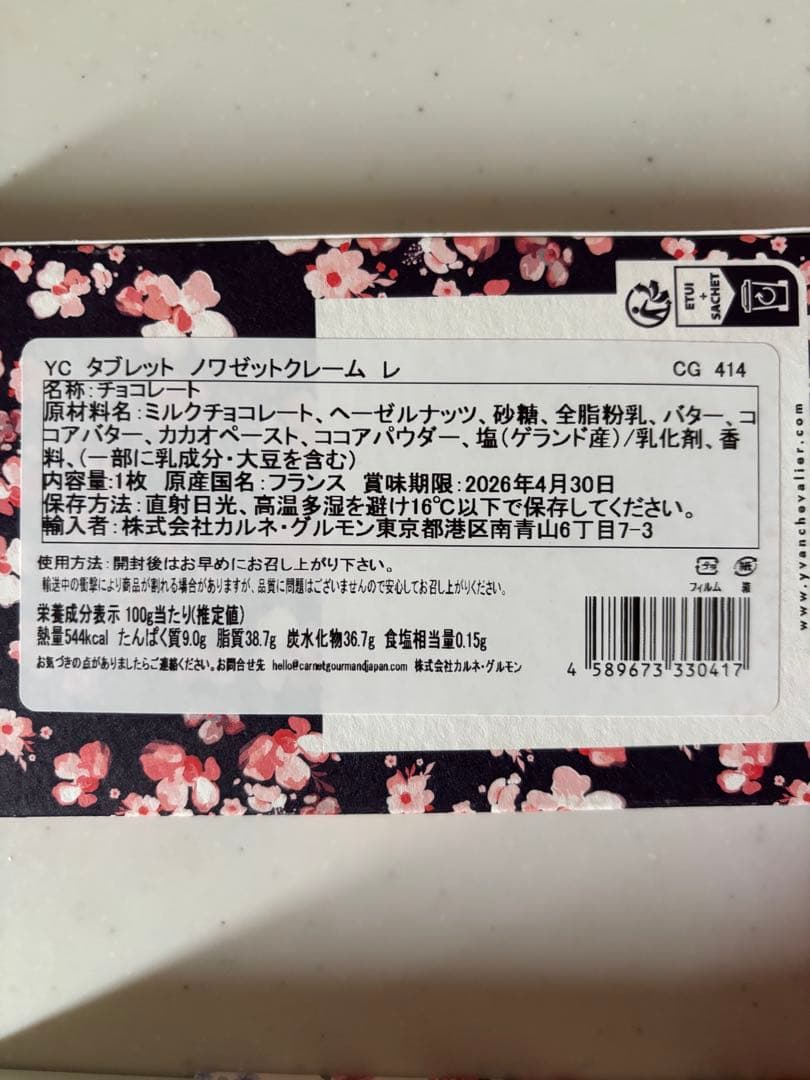 ETUI
+
SACHET
YC タブレット ノワゼットクレーム レ CG 414
名称:チョコレート
原材料名:ミルクチョコレート、ヘーゼルナッツ、砂糖、全脂粉乳、バター、コ
コアバター、カカオペースト、ココアパウダー、塩(ゲランド産)/乳化剤、香
料、(一部に乳成分・大豆を含む)
内容量:1枚 原産国名:フランス 賞味期限:2026年4月30日
保存方法:直射日光、高温多湿を避け16℃以下で保存してください。
輸入者:株式会社カルネ・グルモン東京都港区南青山6丁目7-3
使用方法:開封後はお早めにお召し上がり下さい。
輸送中の衝撃により商品が割れる場合がありますが、品質に問題はございませんので安心してお召し上がりください。
プラ 紙
フィルム 箱
栄養成分表示 100g当たり(推定値)
熱量544kcal たんぱく質9.0g 脂質38.7g 炭水化物36.7g 食塩相当量0.15g
お気づきの点がありましたらご連絡ください。お問合せ先 hello@carnetgourmandjapan.com 株式会社カルネ・グルモン
4 589673 330417
www.yvanchevalier.com